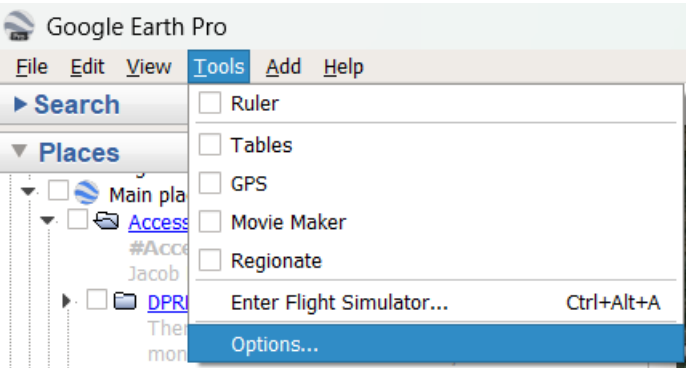 Google Earth Pro
File Edit View Tools Add Help
Search
Ruler
Places
Tables
GPS
Main pla
Movie Maker
Access
#Acce
Regionate
Jacob
Enter Flight Simulator... Ctrl+Alt+A
DPRI
Ther
Options...
mon